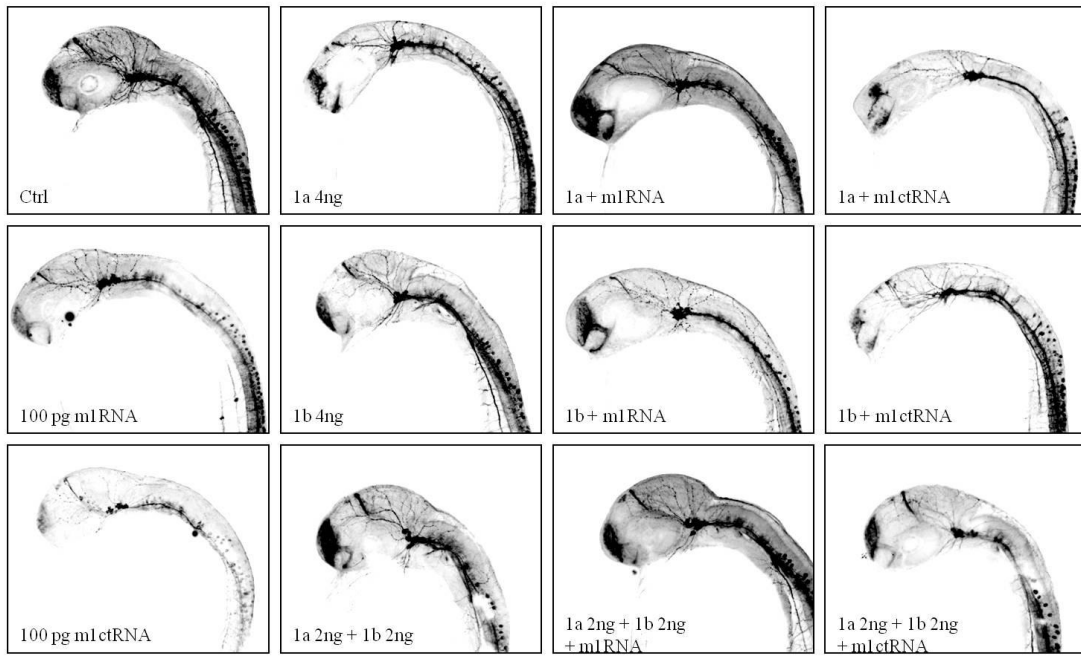 Ctrl
1a 4ng
1a + m1RNA
1a + m1ctRNA
100 pg m1RNA
1b 4ng
1b + m1RNA
1b + m1ctRNA
100 pg m1ctRNA
1a 2ng + 1b 2ng
1a 2ng + 1b 2ng
+ m1RNA
1a 2ng + 1b 2ng
+ m1ctRNA